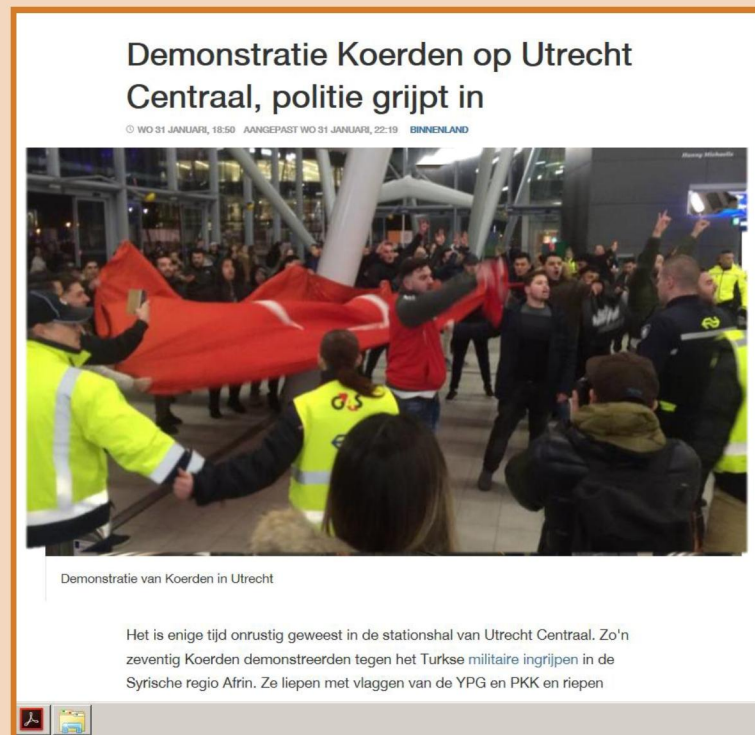 Demonstratie Koerden op Utrecht
Centraal, politie grijpt in
WO 31 JANUARI, 18:50 AANGEPAST WO 31 JANUARI, 22:19 BINNENLAND
Hanny Michaelis
G4S
Demonstratie van Koerden in Utrecht
Het is enige tijd onrustig geweest in de stationshal van Utrecht Centraal. Zo'n
zeventig Koerden demonstreerden tegen het Turkse militaire ingrijpen in de
Syrische regio Afrin. Ze liepen met vlaggen van de YPG en PKK en riepen